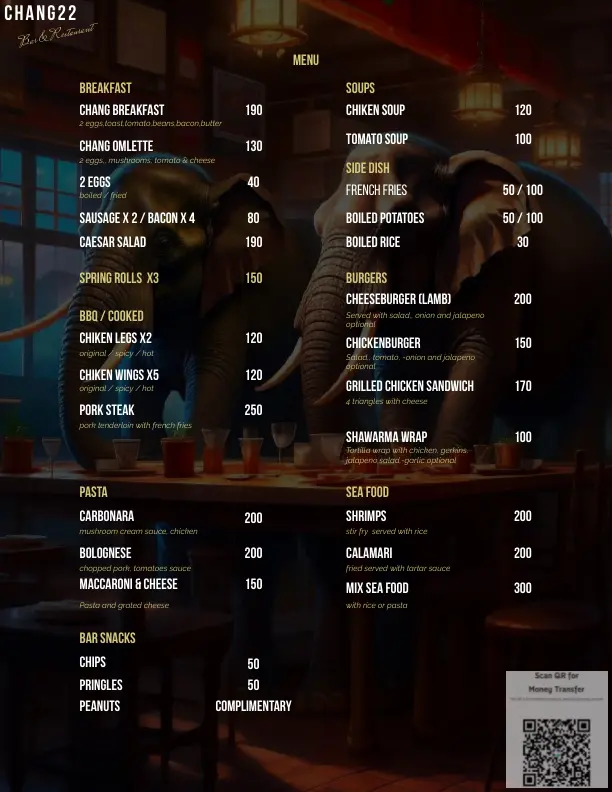 CHANG22
Bar & Restaurant
MENU
BREAKFAST
CHANG BREAKFAST 190
2 eggs,toast,tomato,beans,bacon,butter
CHANG OMLETTE 130
2 eggs., mushrooms, tomato & cheese
2 EGGS 40
boiled / fried
SAUSAGE X 2 / BACON X 4 80
CAESAR SALAD 190
SPRING ROLLS X3 150
BBQ / COOKED
CHIKEN LEGS X2 120
original / spicy / hot
CHIKEN WINGS X5 120
original / spicy / hot
PORK STEAK 250
pork tenderloin with french fries
PASTA
CARBONARA 200
mushroom cream sauce, chicken
BOLOGNESE 200
chopped pork, tomatoes sauce
MACCARONI & CHEESE 150
Pasta and grated cheese
BAR SNACKS
CHIPS 50
PRINGLES 50
PEANUTS COMPLIMENTARY
SOUPS
CHIKEN SOUP 120
TOMATO SOUP 100
SIDE DISH
FRENCH FRIES 50 / 100
BOILED POTATOES 50 / 100
BOILED RICE 30
BURGERS
CHEESEBURGER (LAMB) 200
Served with salad,. onion and jalapeno
optional
CHICKENBURGER 150
Salad,. tomato. -onion and jalapeno
optional
GRILLED CHICKEN SANDWICH 170
4 triangles with cheese
SHAWARMA WRAP 100
Tortilla wrap with chicken, gerkins,
jalapeno,salad,-garlic optional
SEA FOOD
SHRIMPS 200
stir fry served with rice
CALAMARI 200
fried served with tartar sauce
MIX SEA FOOD 300
with rice or pasta
Scan QR for
Money Transfer